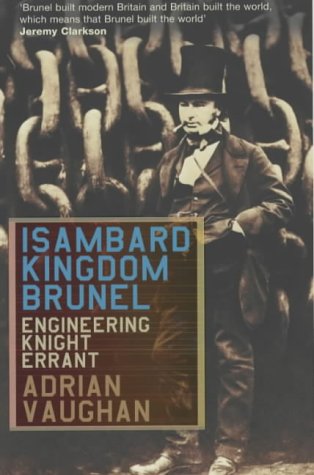 ‘Brunel built modern Britain and Britain built the world,
which means that Brunel built the world’
Jeremy Clarkson
ISAMBARD
KINGDOM
BRUNEL
ENGINEERING
KNIGHT
ERRANT
ADRIAN
VAUGHAN